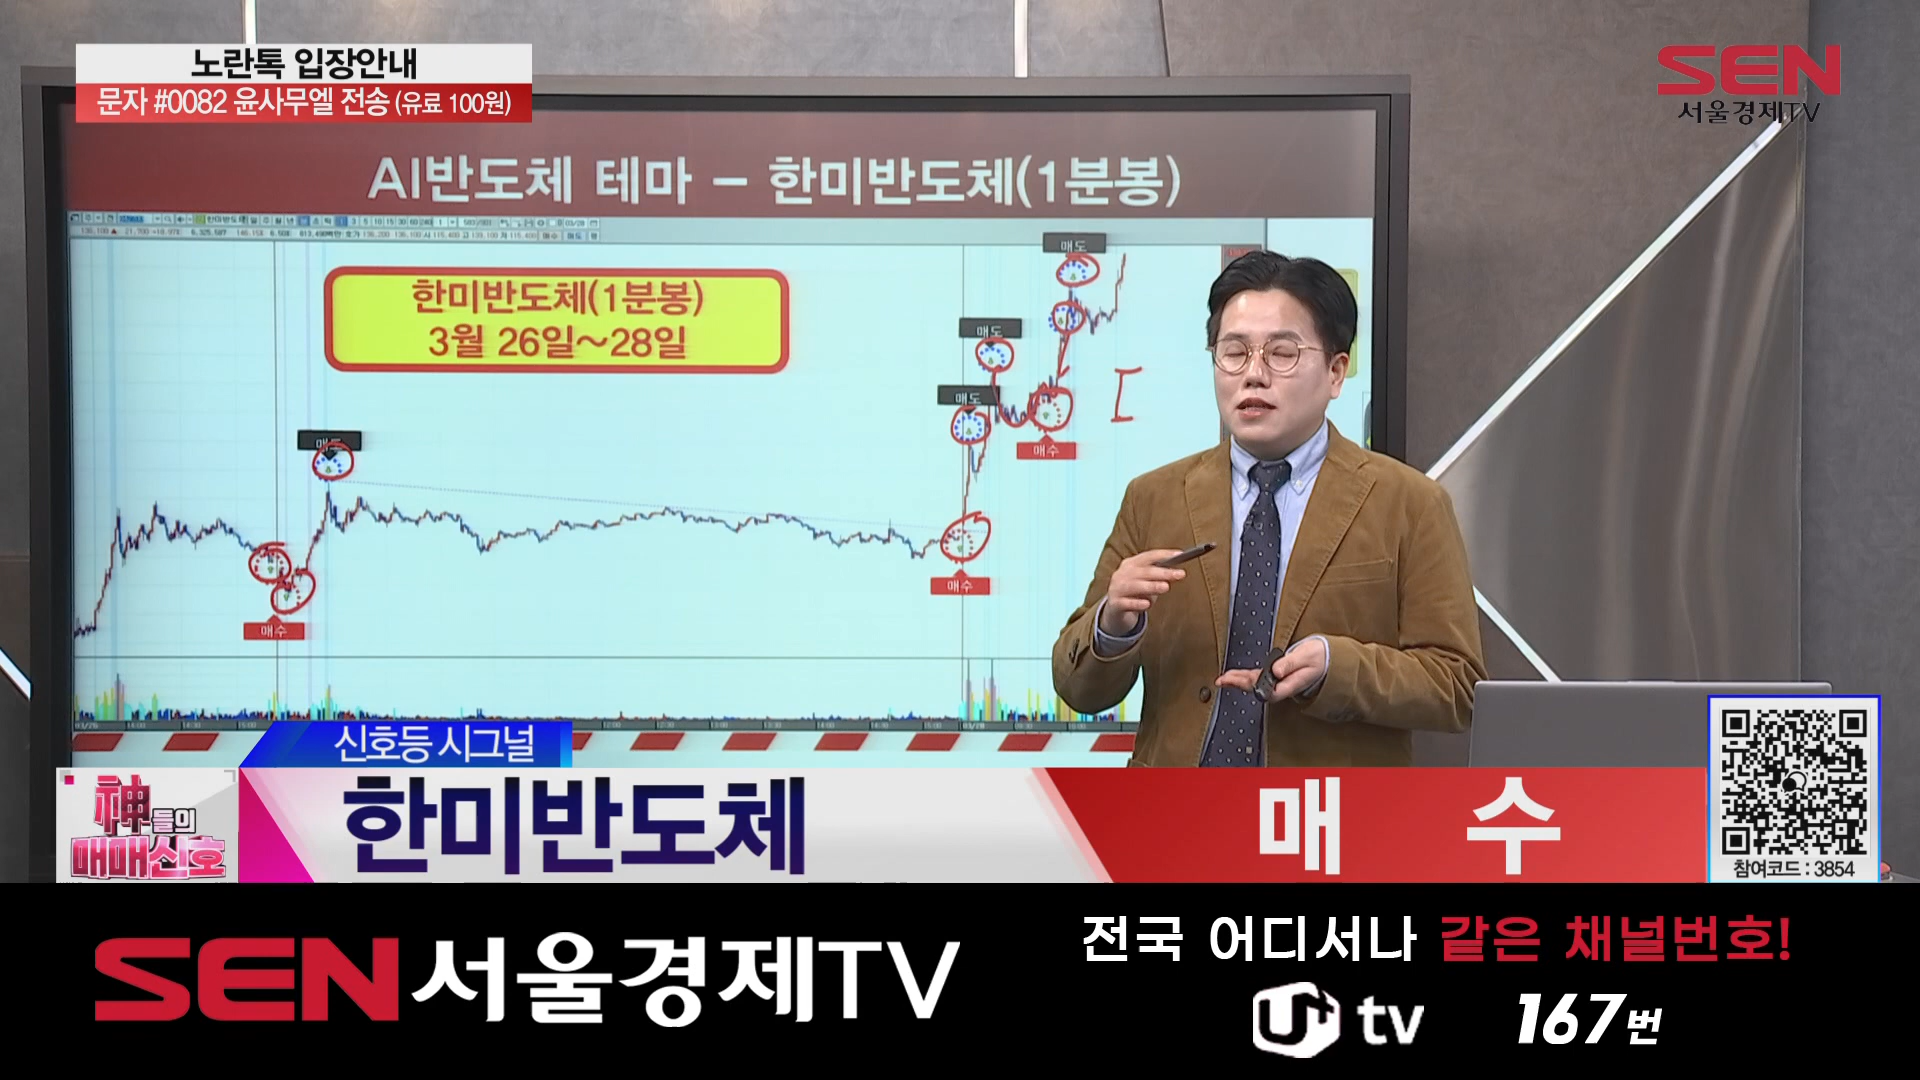 노란톡 입장안내
문자 #0082 윤사무엘 전송 (유료 100원)
SEN
서울경제TV
AI반도체 테마 - 한미반도체(1분봉)
한미반도체(1분봉)
3월 26일~28일
매도
매도
매도
매도
매수
매수
매수
신호등 시그널
神들의
매매신호
한미반도체
매 수
참여코드 : 3854
SEN서울경제TV
전국 어디서나 같은 채널번호!
U+ tv 167번